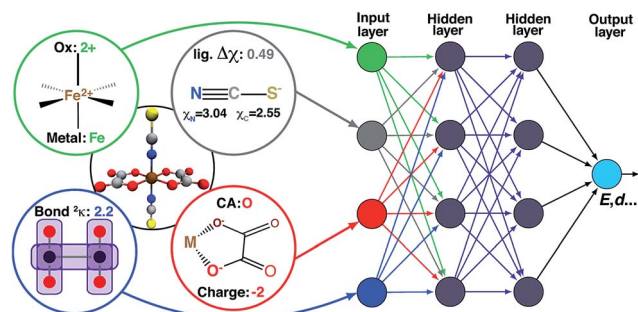 Ox: 2+
Fe²⁺
Metal: Fe
lig. Δχ: 0.49
N C S⁻
χN=3.04 χC=2.55
Bond ²κ: 2.2
CA: O
M O⁻ O
O⁻ O
Charge: -2
Input layer
Hidden layer
Hidden layer
Output layer
E,d...